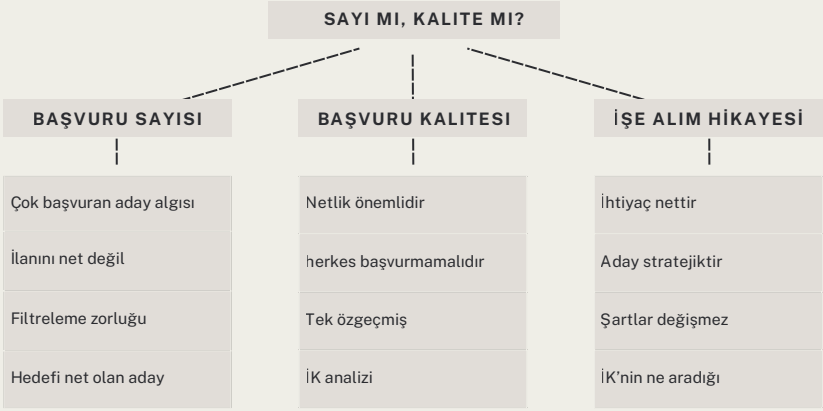 SAYI MI, KALITE MI?
BAŞVURU SAYISI
Çok başvuran aday algısı
İlanını net değil
Filtreleme zorluğu
Hedefi net olan aday
BAŞVURU KALITESI
Netlik önemlidir
herkes başvurmamalıdır
Tek özgeçmiş
İK analizi
İŞE ALIM HİKAYESİ
İhtiyaç nettir
Aday stratejiktir
Şartlar değişmez
İK'nin ne aradığı